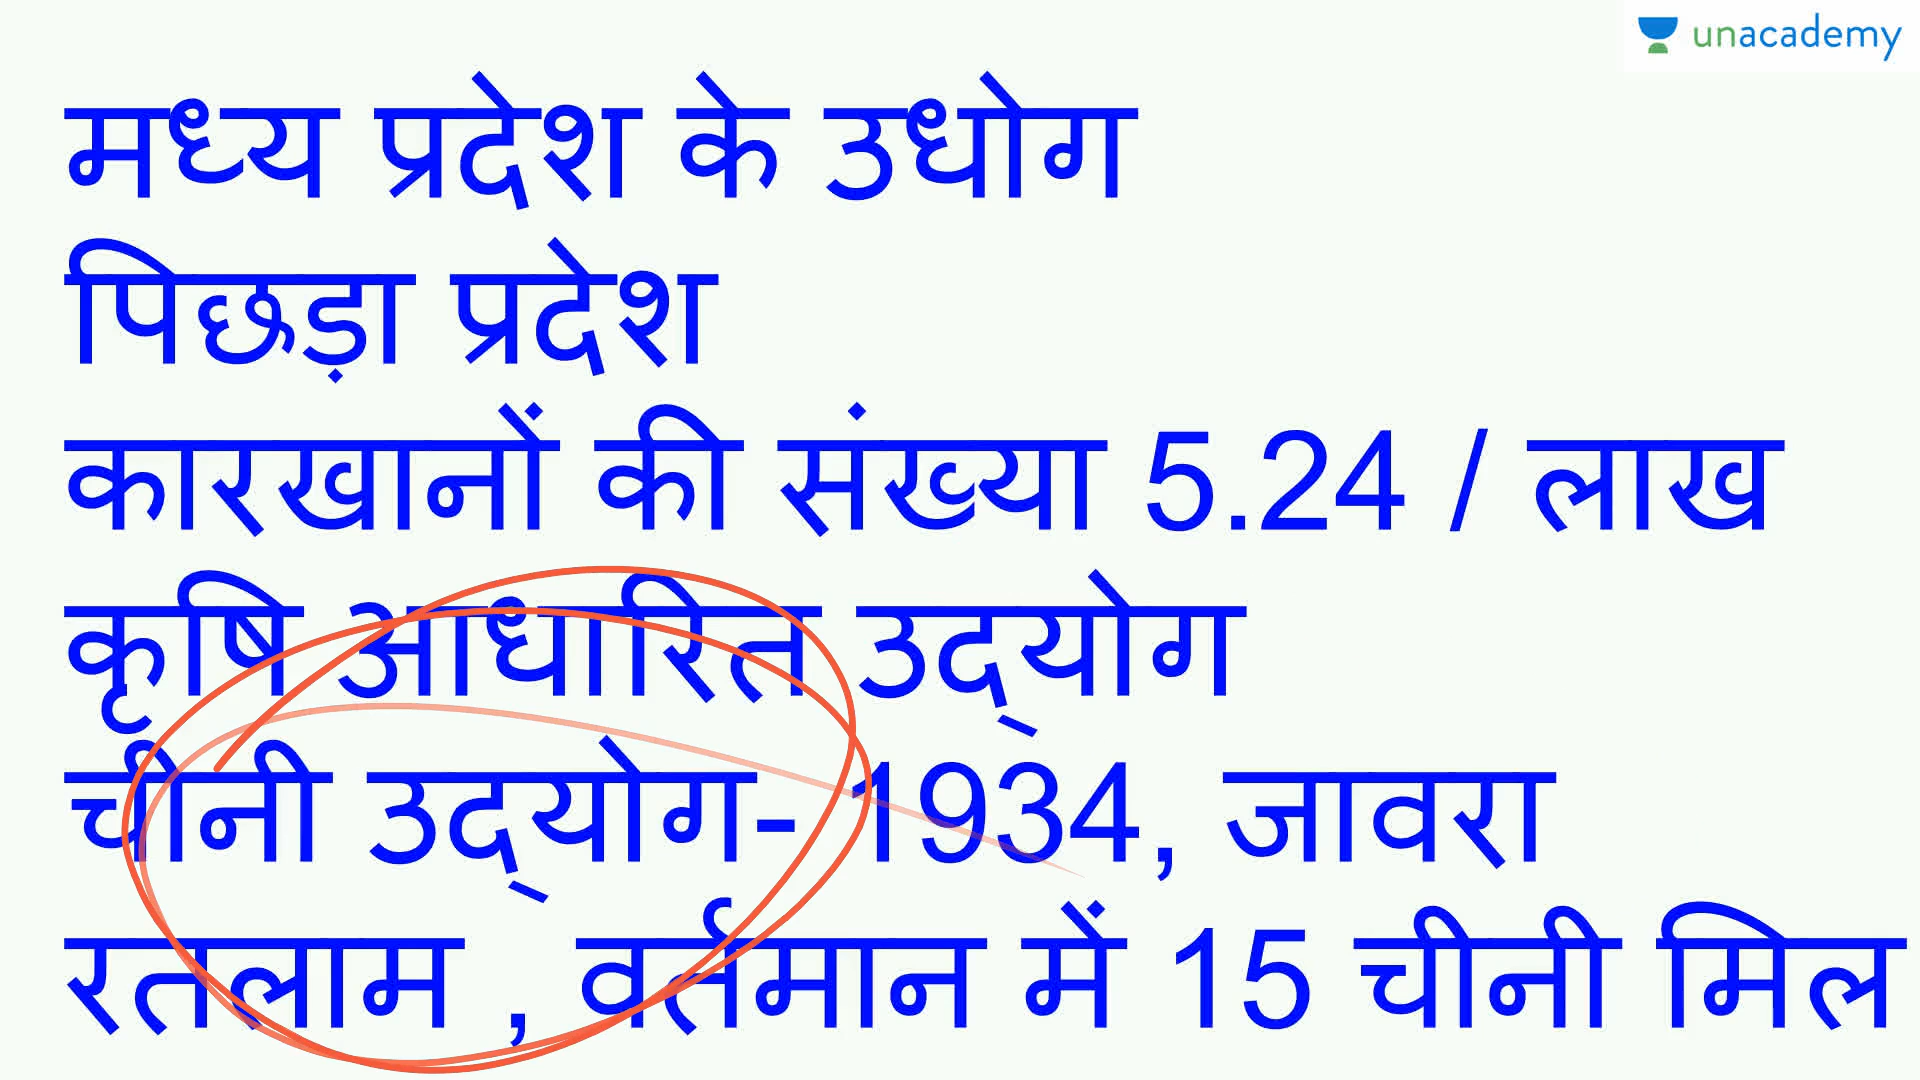 unacademy
मध्य प्रदेश के उधोग
पिछड़ा प्रदेश
कारखानों की संख्या 5.24 / लाख
कृषि आधारित उद्‌योग
चीनी उद्‌योग- 1934, जावरा
रतलाम , वर्तमान में 15 चीनी मिल